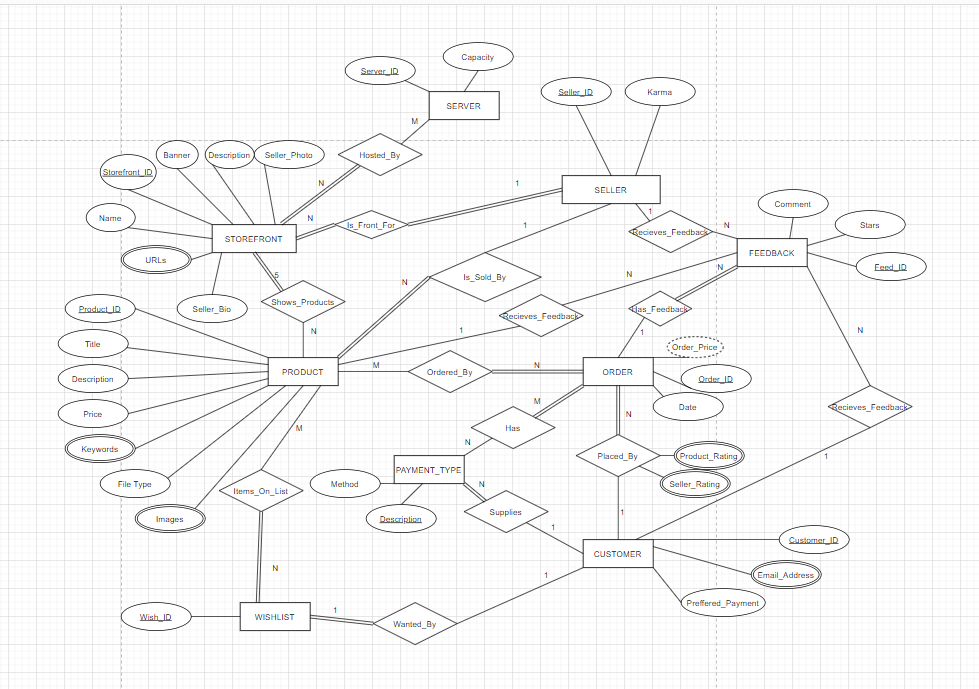 Capacity
Server_ID
SERVER
Seller_ID
Karma
M
Banner
Description
Seller_Photo
Hosted_By
Storefront_ID
N
1
SELLER
Comment
Name
N
Is_Front_For
1
1
Recieves_Feedback
N
Stars
STOREFRONT
FEEDBACK
URLs
Feed_ID
5
N
Is_Sold_By
N
N
Shows_Products
Seller_Bio
Product_ID
Recieves_Feedback
Has_Feedback
N
1
1
N
Title
Order_Price
M
N
PRODUCT
Ordered_By
ORDER
Order_ID
Description
M
Date
Recieves_Feedback
Price
N
M
Has
Keywords
N
Placed_By
Product_Rating
1
PAYMENT_TYPE
File Type
Items_On_List
Method
N
Seller_Rating
Images
Description
Supplies
1
1
Customer_ID
CUSTOMER
N
1
Email_Address
Preffered_Payment
Wish_ID
WISHLIST
1
Wanted_By